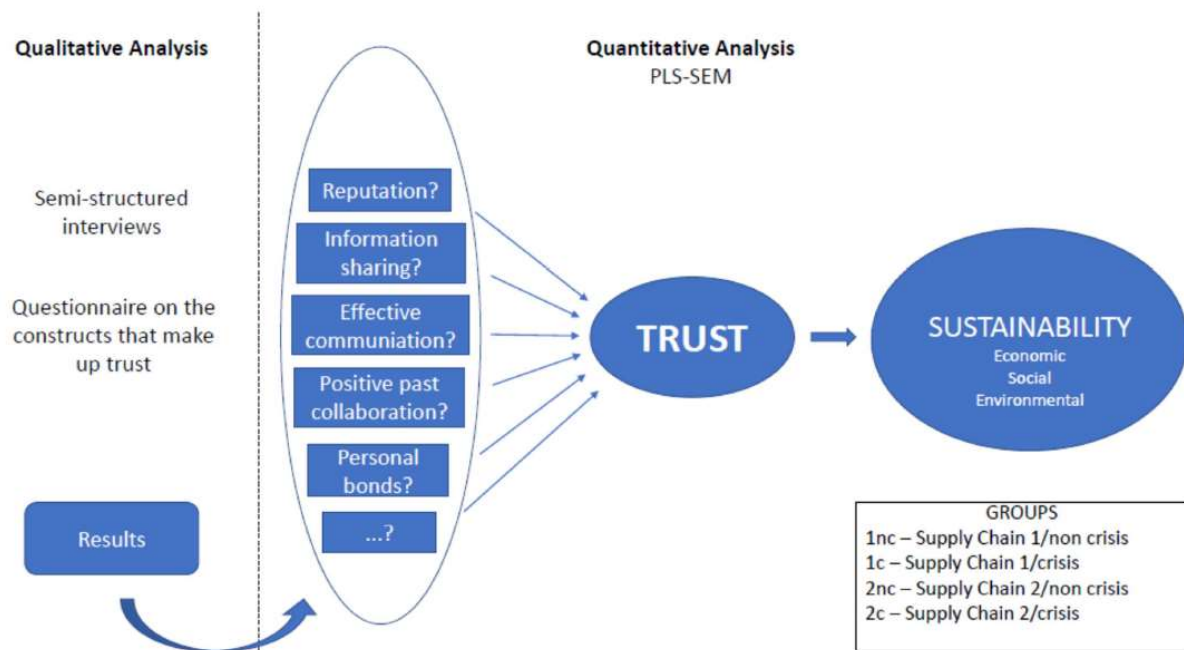 Qualitative Analysis
Semi-structured
interviews
Questionnaire on the
constructs that make
up trust
Results
Quantitative Analysis
PLS-SEM
Reputation?
Information
sharing?
Effective
communiation?
Positive past
collaboration?
Personal
bonds?
...?
TRUST
SUSTAINABILITY
Economic
Social
Environmental
GROUPS
1nc – Supply Chain 1/non crisis
1c – Supply Chain 1/crisis
2nc – Supply Chain 2/non crisis
2c – Supply Chain 2/crisis